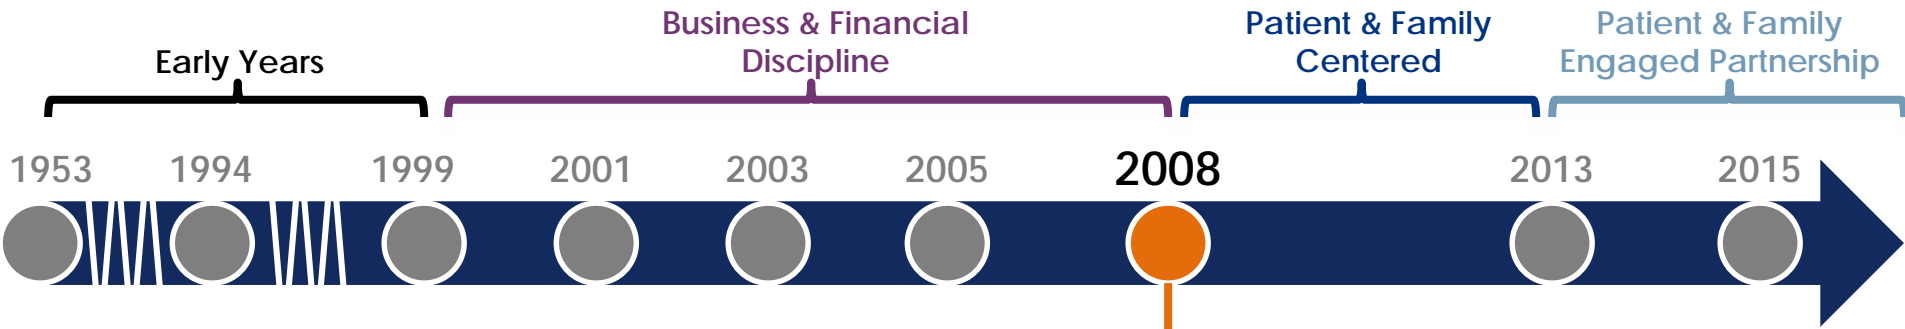 Early Years
Business & Financial
Discipline
Patient & Family
Centered
Patient & Family
Engaged Partnership
1953
1994
1999
2001
2003
2005
2008
2013
2015